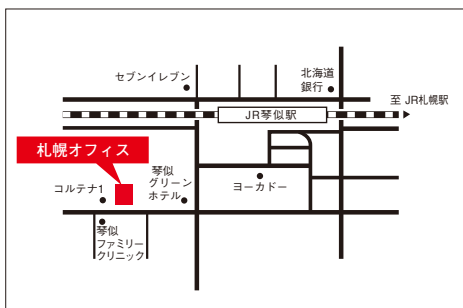 セブンイレブン
北海道
銀行
至 JR札幌駅
JR琴似駅
札幌オフィス
コルテナ1
琴似
グリーン
ホテル
ヨーカドー
琴似
ファミリー
クリニック